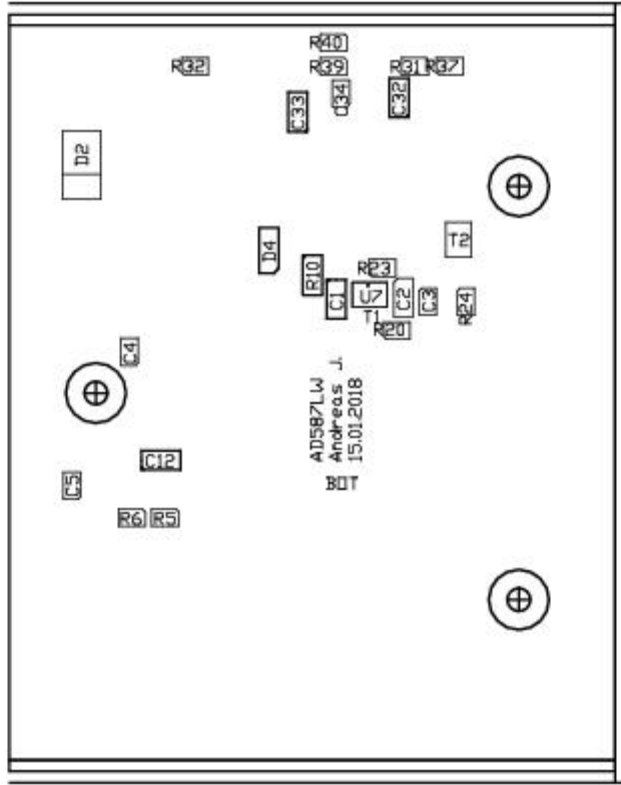 R40
R32
R39
R31
R37
C34
C33
C32
D2
T2
D4
R23
R10
C1
U7
C2
C3
R24
T1
R20
C4
AD587LW
Andreas J.
15.01.2018
BOT
C12
C5
R6
R5